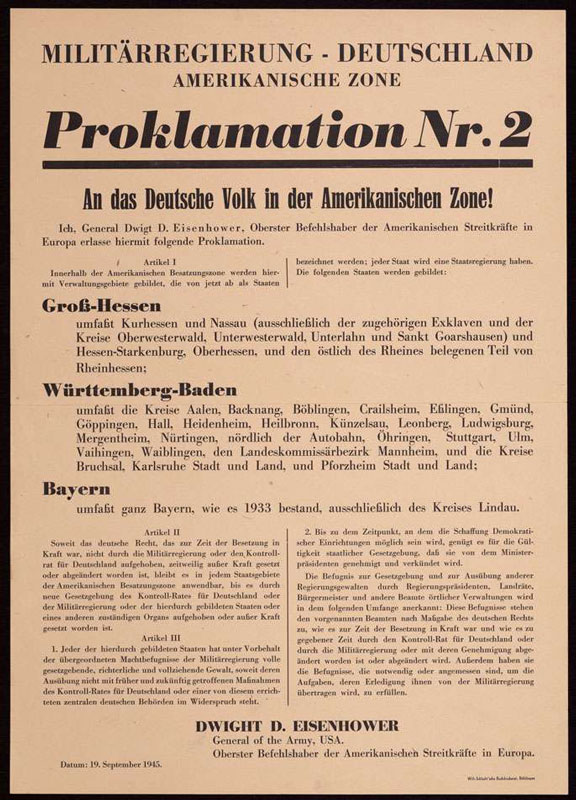 MILITÄRREGIERUNG - DEUTSCHLAND
AMERIKANISCHE ZONE
Proklamation Nr. 2
An das Deutsche Volk in der Amerikanischen Zone!
Ich, General Dwigt D. Eisenhower, Oberster Befehlshaber der Amerikanischen Streitkräfte in
Europa erlasse hiermit folgende Proklamation.
Artikel I
Innerhalb der Amerikanischen Besatzungszone werden hier-
mit Verwaltungsgebiete gebildet, die von jetzt ab als Staaten
bezeichnet werden; jeder Staat wird eine Staatsregierung haben.
Die folgenden Staaten werden gebildet:
Groß-Hessen
umfaßt Kurhessen und Nassau (ausschließlich der zugehörigen Exklaven und der
Kreise Oberwesterwald, Unterwesterwald, Unterlahn und Sankt Goarshausen) und
Hessen-Starkenburg, Oberhessen, und den östlich des Rheines belegenen Teil von
Rheinhessen;
Württemberg-Baden
umfaßt die Kreise Aalen, Backnang, Böblingen, Crailsheim, Eßlingen, Gmünd,
Göppingen, Hall, Heidenheim, Heilbronn, Künzelsau, Leonberg, Ludwigsburg,
Mergentheim, Nürtingen, nördlich der Autobahn, Öhringen, Stuttgart, Ulm,
Vaihingen, Waiblingen, den Landeskommissärbezirk Mannheim, und die Kreise
Bruchsal, Karlsruhe Stadt und Land, und Pforzheim Stadt und Land;
Bayern
umfaßt ganz Bayern, wie es 1933 bestand, ausschließlich des Kreises Lindau.
Artikel II
Soweit das deutsche Recht, das zur Zeit der Besetzung in
Kraft war, nicht durch die Militärregierung oder den Kontroll-
rat für Deutschland aufgehoben, zeitweilig außer Kraft gesetzt
oder abgeändert worden ist, bleibt es in jedem Staatsgebiete
der Amerikanischen Besatzungszone anwendbar, bis es durch
neue Gesetzgebung des Kontroll-Rates für Deutschland oder
der Militärregierung oder der hierdurch gebildeten Staaten oder
eines anderen zuständigen Organs aufgehoben oder außer Kraft
gesetzt worden ist.
Artikel III
1. Jeder der hierdurch gebildeten Staaten hat unter Vorbehalt
der übergeordneten Machtbefugnisse der Militärregierung volle
gesetzgebende, richterliche und vollziehende Gewalt, soweit deren
Ausübung nicht mit früher und zukünftig getroffenen Maßnahmen
des Kontroll-Rates für Deutschland oder einer von diesem errich-
teten zentralen deutschen Behörden im Widerspruch steht.
2. Bis zu dem Zeitpunkt, an dem die Schaffung Demokrati-
scher Einrichtungen möglich sein wird, genügt es für die Gül-
tigkeit staatlicher Gesetzgebung, daß sie von dem Minister-
präsidenten genehmigt und verkündet wird.
Die Befugnis zur Gesetzgebung und zur Ausübung anderer
Regierungsgewalten durch Regierungspräsidenten, Landräte,
Bürgermeister und andere Beamte örtlicher Verwaltungen wird
in dem folgenden Umfange anerkannt: Diese Befugnisse stehen
den vorgenannten Beamten nach Maßgabe des deutschen Rechts
zu, wie es zur Zeit der Besetzung in Kraft war und wie es zu
gegebener Zeit durch den Kontroll-Rat für Deutschland oder
durch die Militärregierung oder mit deren Genehmigung abge-
ändert worden ist oder abgeändert wird. Außerdem haben sie
die Befugnisse, die notwendig oder angemessen sind, um die
Aufgaben, deren Erledigung ihnen von der Militärregierung
übertragen wird, zu erfüllen.
DWIGHT D. EISENHOWER
General of the Army, USA.
Oberster Befehlshaber der Amerikanischen Streitkräfte in Europa.
Datum: 19. September 1945.